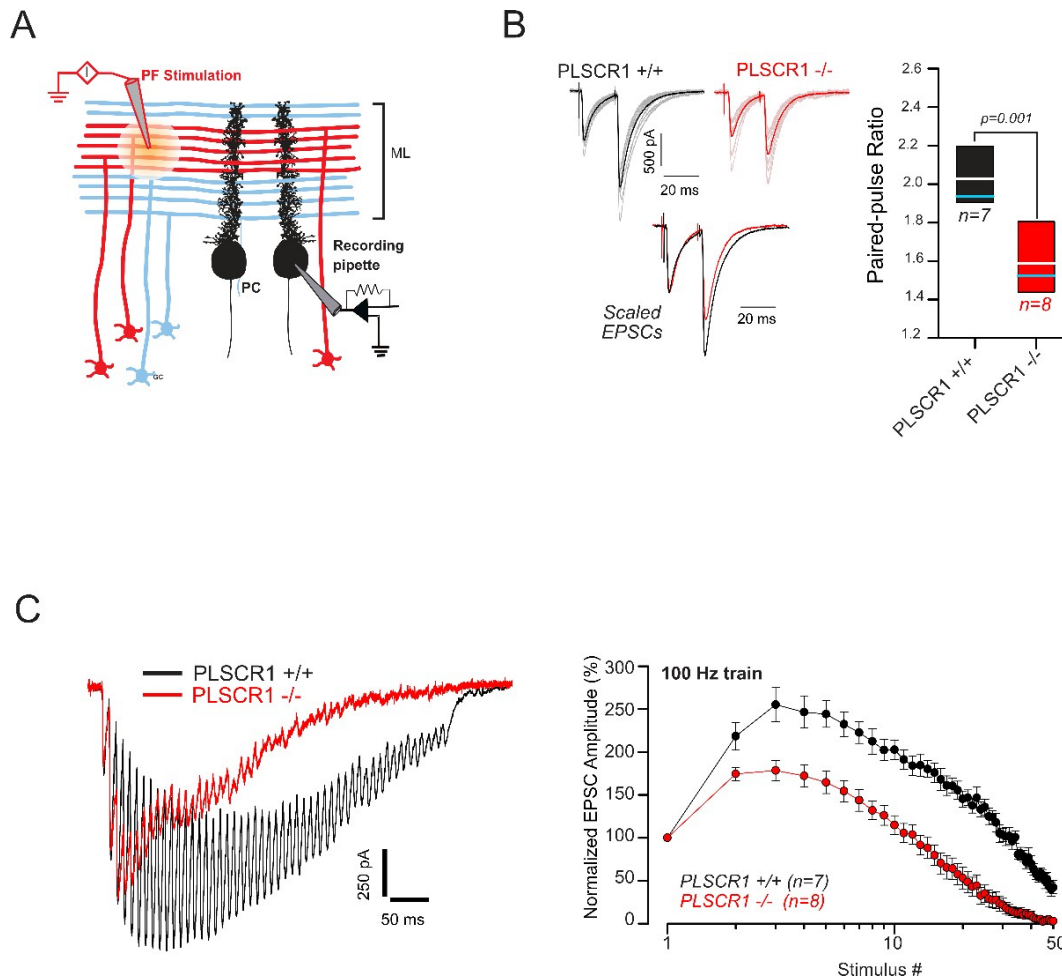 A
PF Stimulation
I
ML
Recording
pipette
PC
GC
B
PLSCR1 +/+
PLSCR1 -/-
500 pA
20 ms
Scaled
EPSCs
20 ms
Paired-pulse Ratio
2.6
2.4
2.2
2.0
1.8
1.6
1.4
1.2
p=0.001
n=7
n=8
PLSCR1 +/+
PLSCR1 -/-
C
PLSCR1 +/+
PLSCR1 -/-
250 pA
50 ms
Normalized EPSC Amplitude (%)
300
250
200
150
100
50
0
100 Hz train
PLSCR1 +/+ (n=7)
PLSCR1 -/- (n=8)
1
10
50
Stimulus #